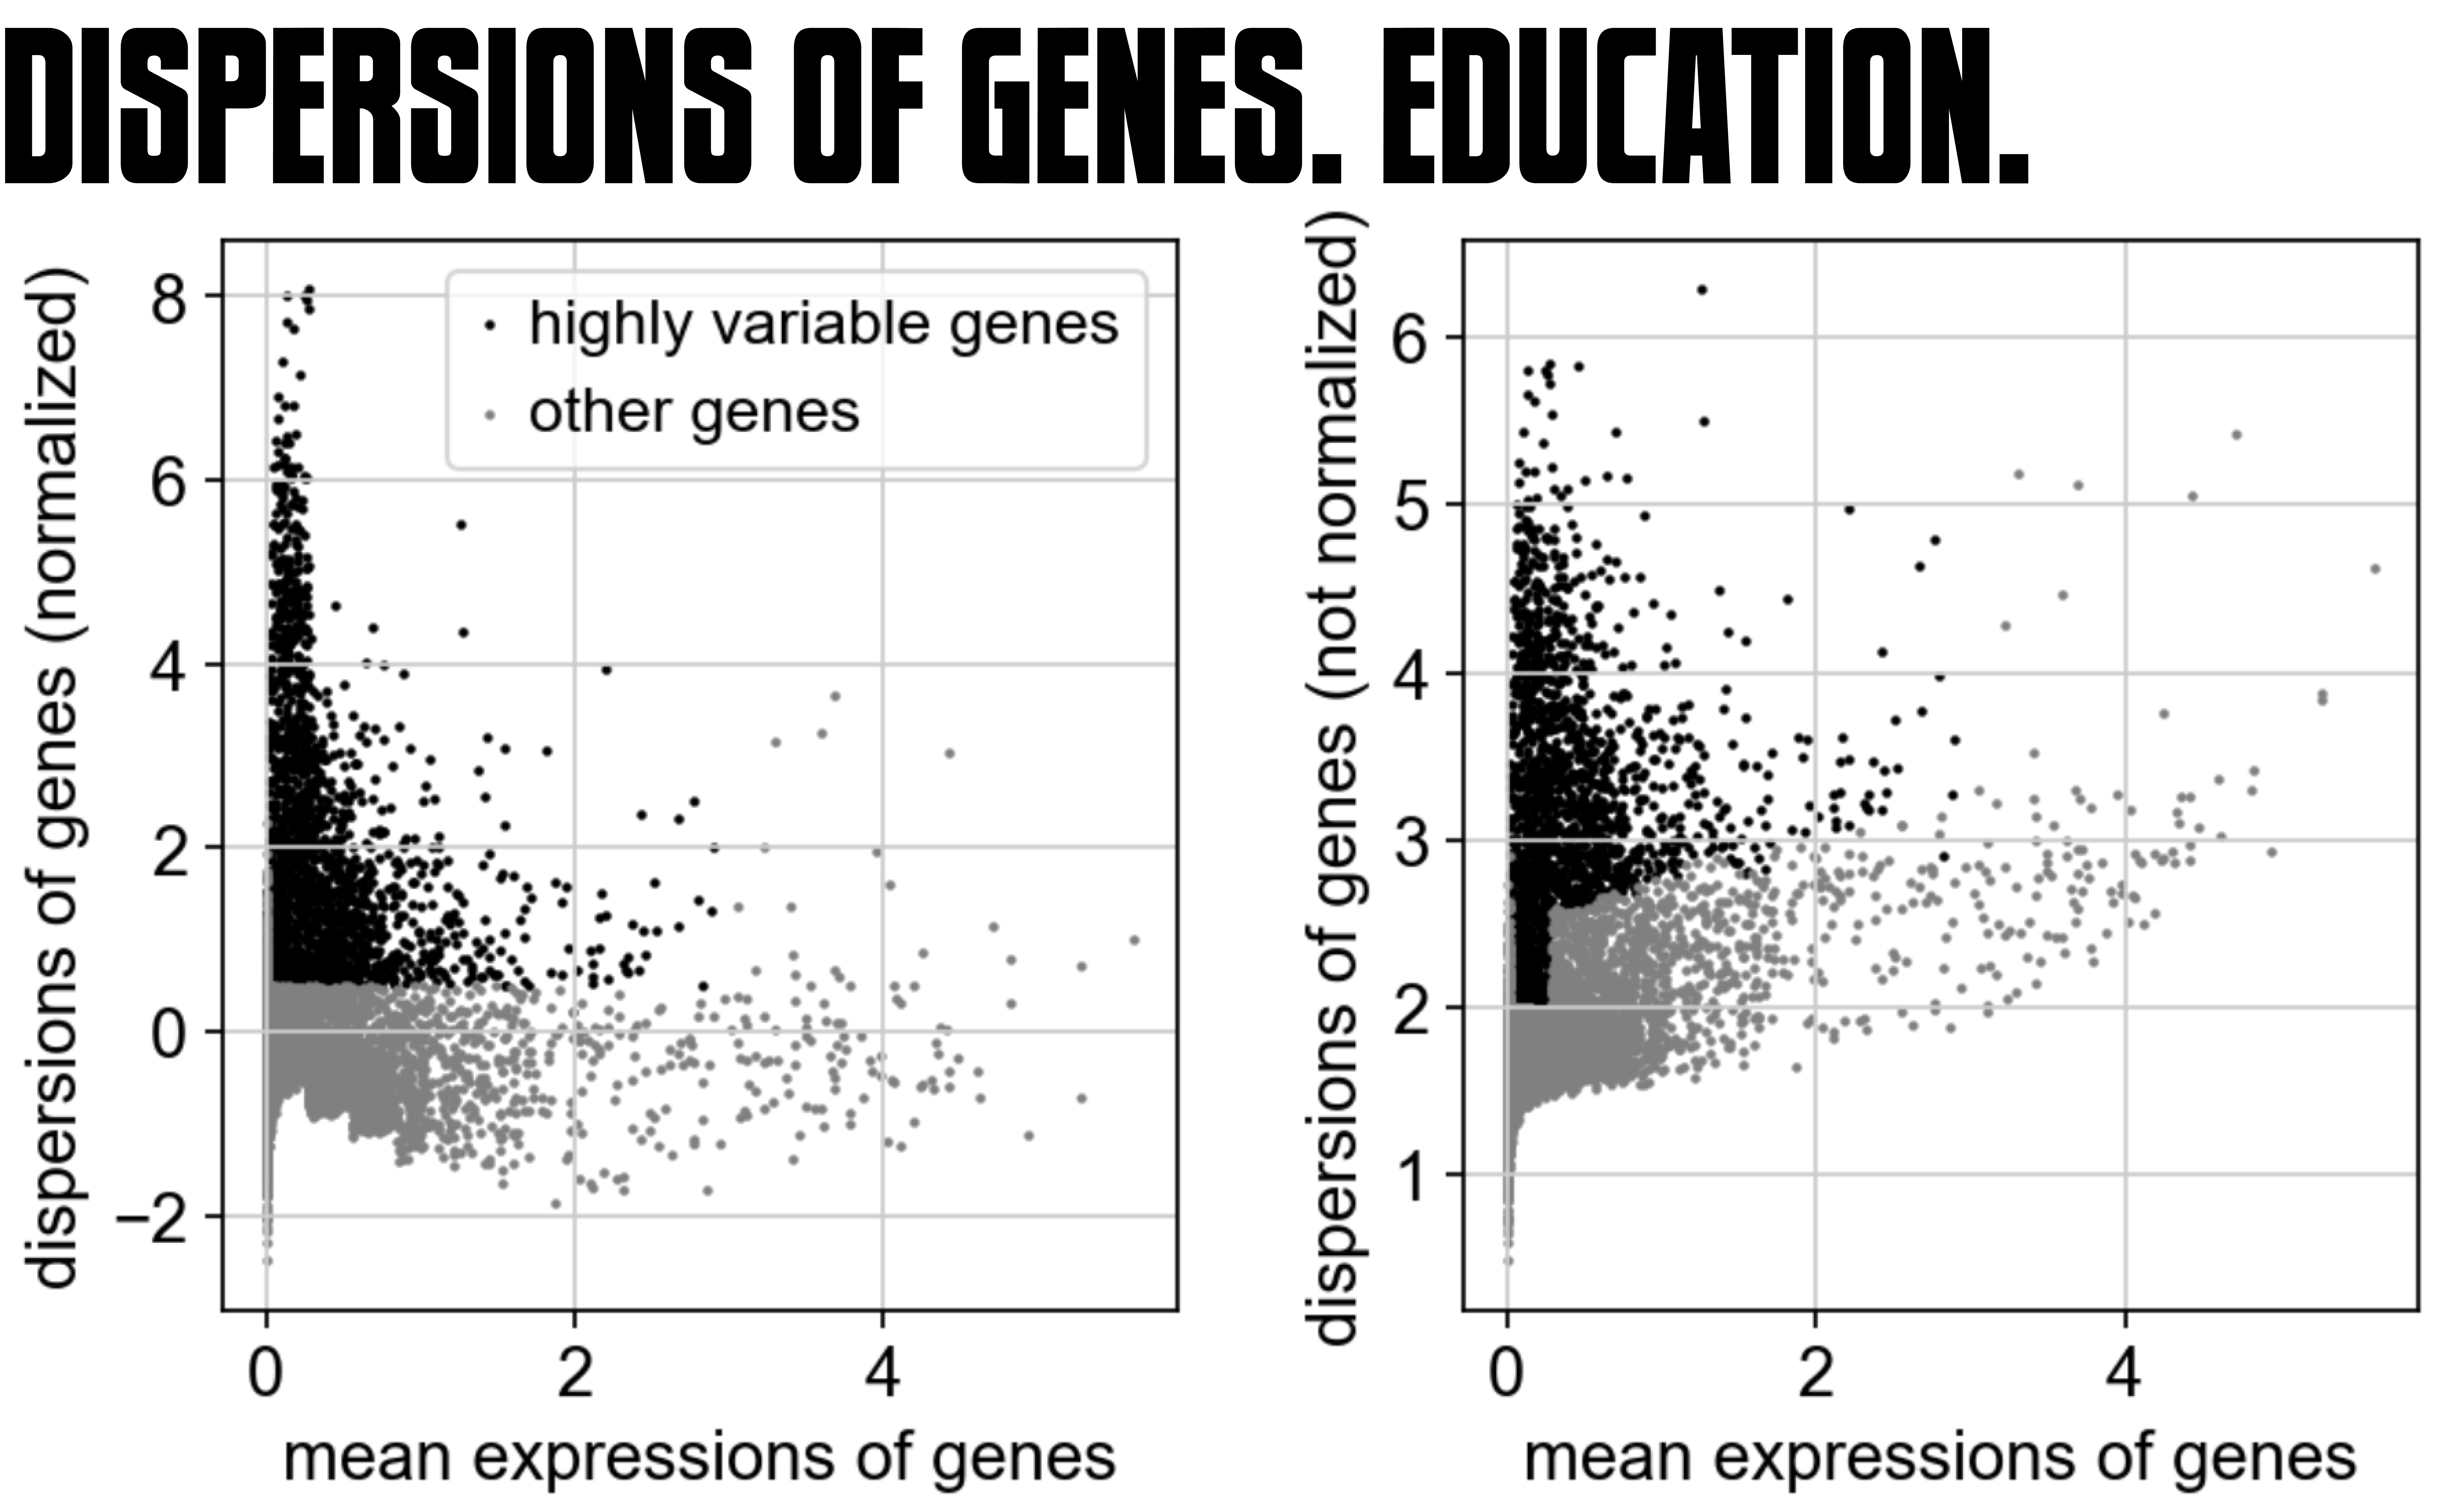 DISPERSIONS OF GENES. EDUCATION.
dispersions of genes (normalized)
8
6
4
2
0
−2
highly variable genes
other genes
0 2 4
mean expressions of genes
dispersions of genes (not normalized)
6
5
4
3
2
1
0 2 4
mean expressions of genes